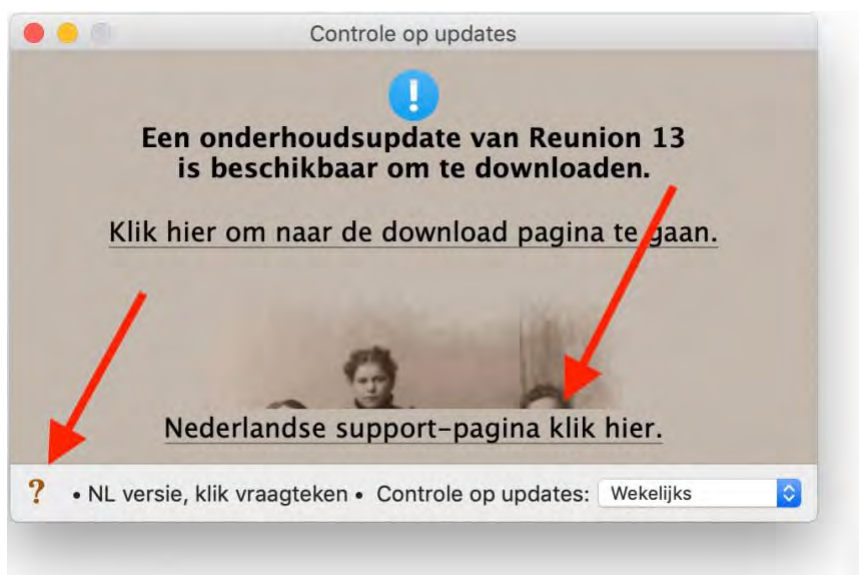 Controle op updates
Een onderhoudsupdate van Reunion 13
is beschikbaar om te downloaden.
Klik hier om naar de download pagina te gaan.
Nederlandse support-pagina klik hier.
? • NL versie, klik vraagteken • Controle op updates: Wekelijks